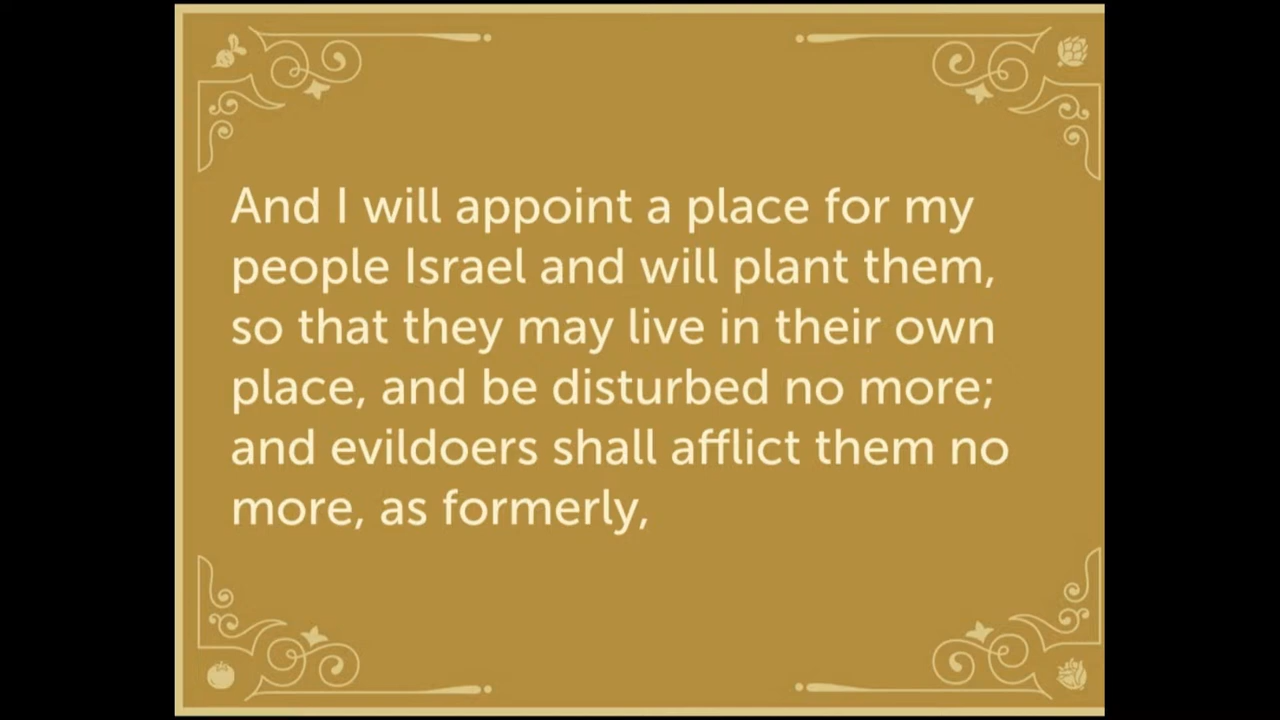 And I will appoint a place for my
people Israel and will plant them,
so that they may live in their own
place, and be disturbed no more;
and evildoers shall afflict them no
more, as formerly,